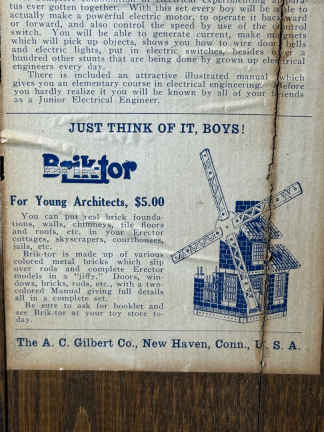 tus ever gotten together. With this set every boy will be able to
actually make a powerful electric motor, to operate it backward
or forward, and also control the speed by use of the control
switch. You will be able to generate current, make magnets
which will pick up objects, shows you how to wire door bells
and electric lights, put in electric switches, besides over a
hundred other stunts that are being done by grown up electrical
engineers every day.
There is included an attractive illustrated manual which
gives you an elementary course in electrical engineering. Before
you hardly realize it you will be known by all of your friends
as a Junior Electrical Engineer.
JUST THINK OF IT, BOYS!
Brik-tor
For Young Architects, $5.00
You can put real brick founda-
tions, walls, chimneys, tile floors
and roofs, etc. in your Erector
cottages, skyscrapers, courthouses,
jails, etc.
Brik-tor is made up of various
colored metal bricks which slip
over rods and complete Erector
models in a "jiffy." Doors, win-
dows, bricks, rods, etc., with a two-
colored Manual giving full details
all in a complete set.
Be sure to ask for booklet and
see Brik-tor at your toy store to-
day.
The A. C. Gilbert Co., New Haven, Conn., U. S. A.